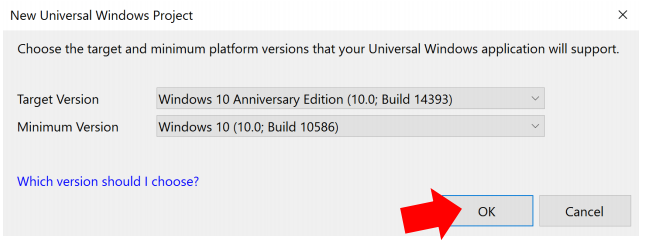 New Universal Windows Project
Choose the target and minimum platform versions that your Universal Windows application will support.
Target Version Windows 10 Anniversary Edition (10.0; Build 14393)
Minimum Version Windows 10 (10.0; Build 10586)
Which version should I choose?
OK Cancel